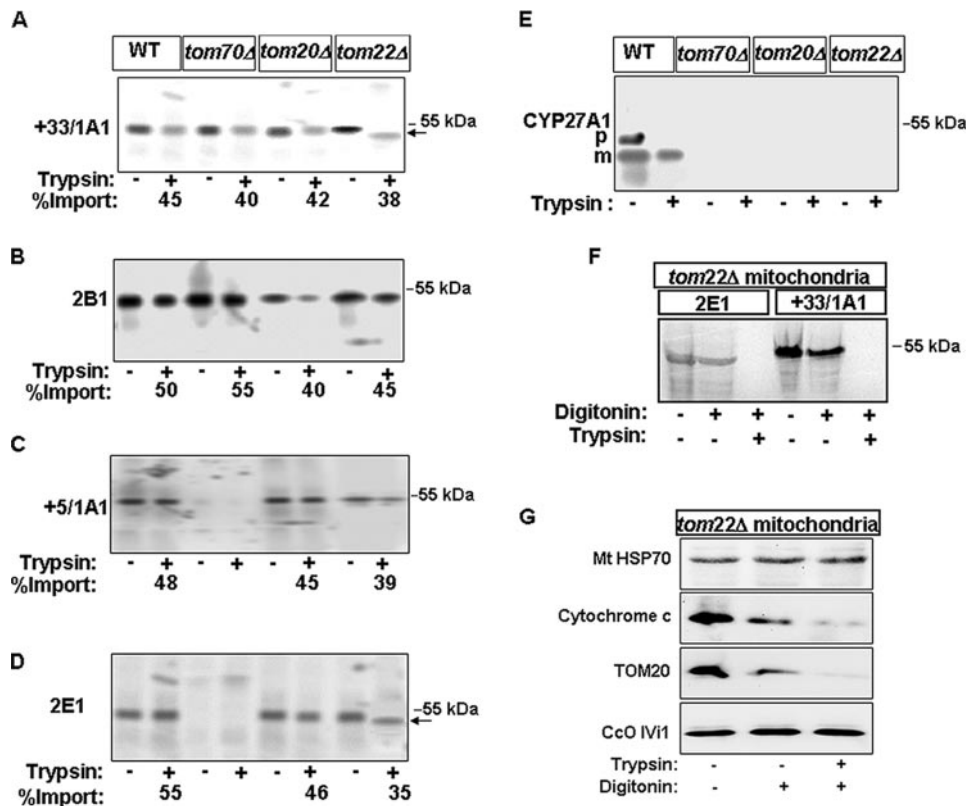 A
WT tom70Δ tom20Δ tom22Δ
+33/1A1
-55 kDa
Trypsin: - + - + - + - +
%Import: 45 40 42 38
B
2B1
-55 kDa
Trypsin: - + - + - + - +
%Import: 50 55 40 45
C
+5/1A1
-55 kDa
Trypsin: - + - + - + - +
%Import: 48 45 39
D
2E1
-55 kDa
Trypsin: - + - + - + - +
%Import: 55 46 35
E
WT tom70Δ tom20Δ tom22Δ
CYP27A1
-55 kDa
p
m
Trypsin : - + - + - + - +
F
tom22Δ mitochondria
2E1 +33/1A1
-55 kDa
Digitonin: - + + - + +
Trypsin: - - + - - +
G
tom22Δ mitochondria
Mt HSP70
Cytochrome c
TOM20
CcO IVi1
Trypsin: +
Digitonin: - + +